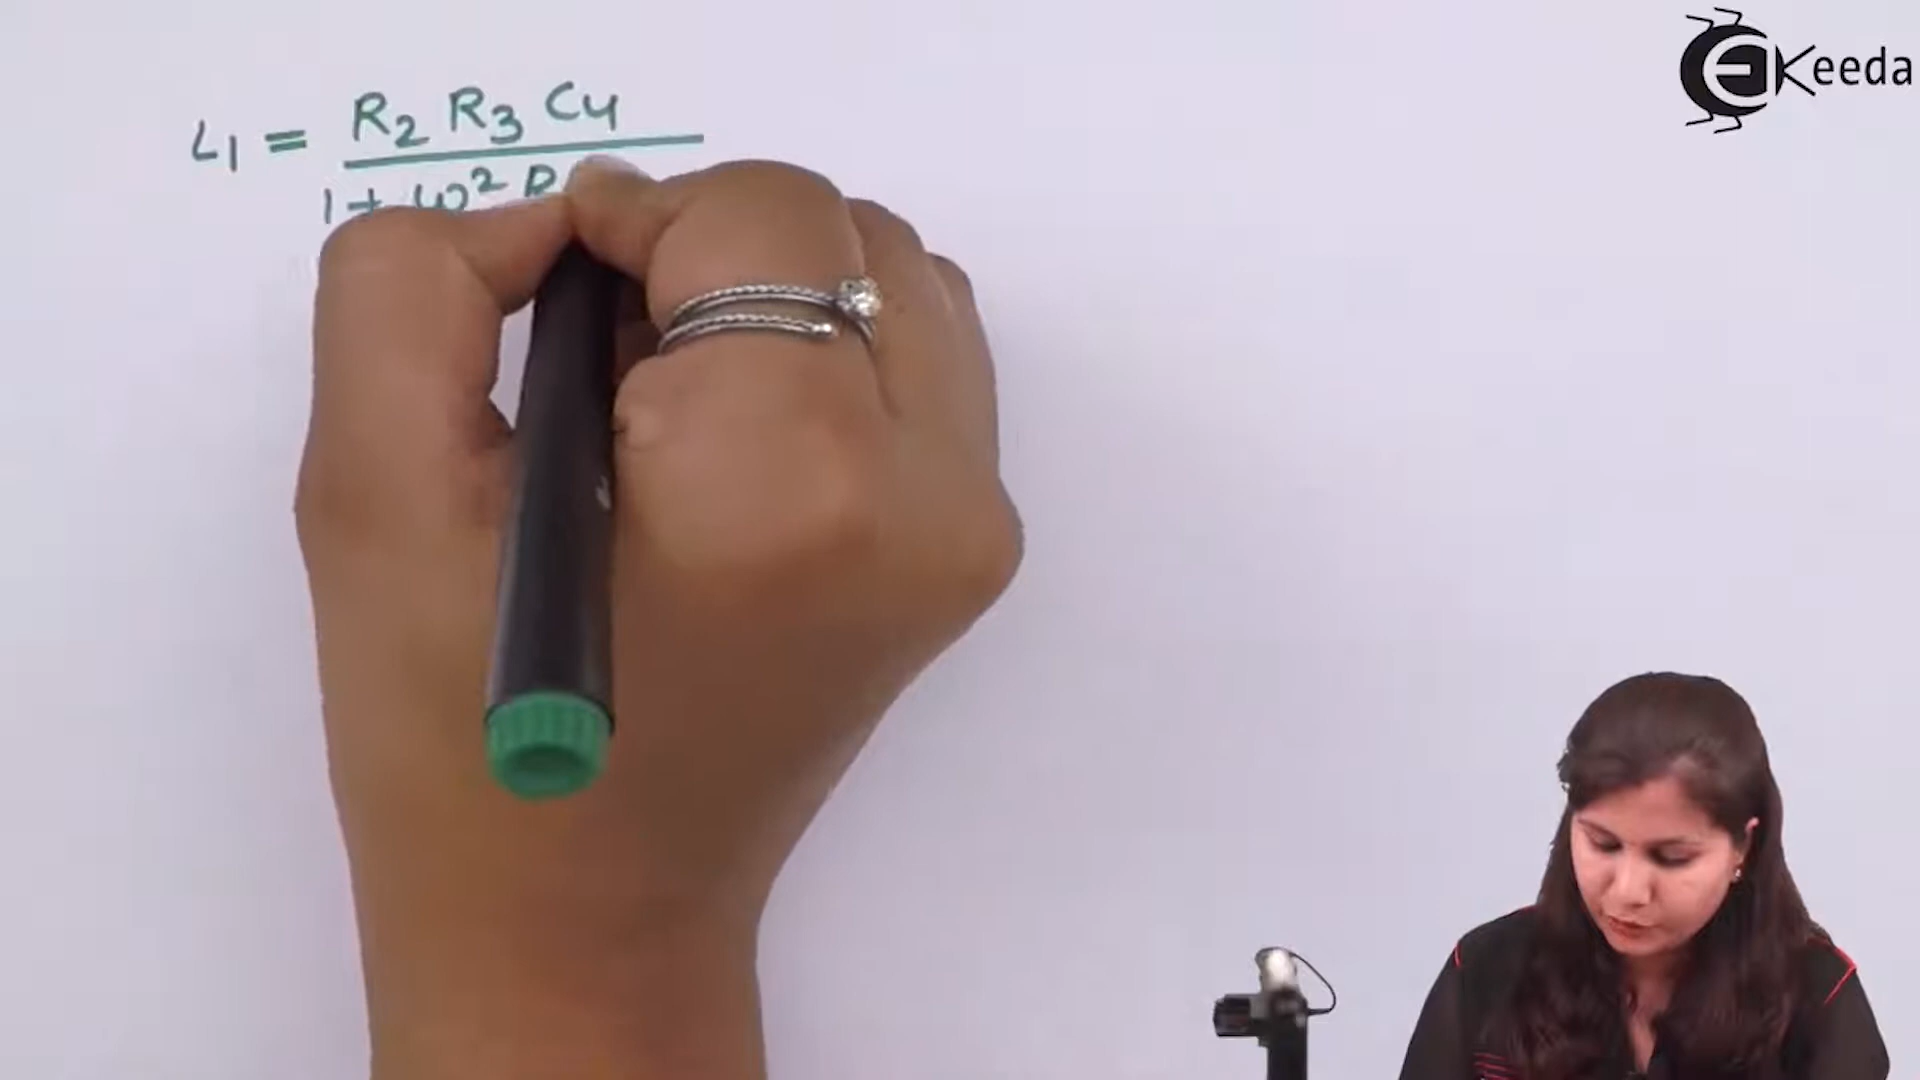 L1 = R2 R3 C4
1 + ω² R
EKeeda